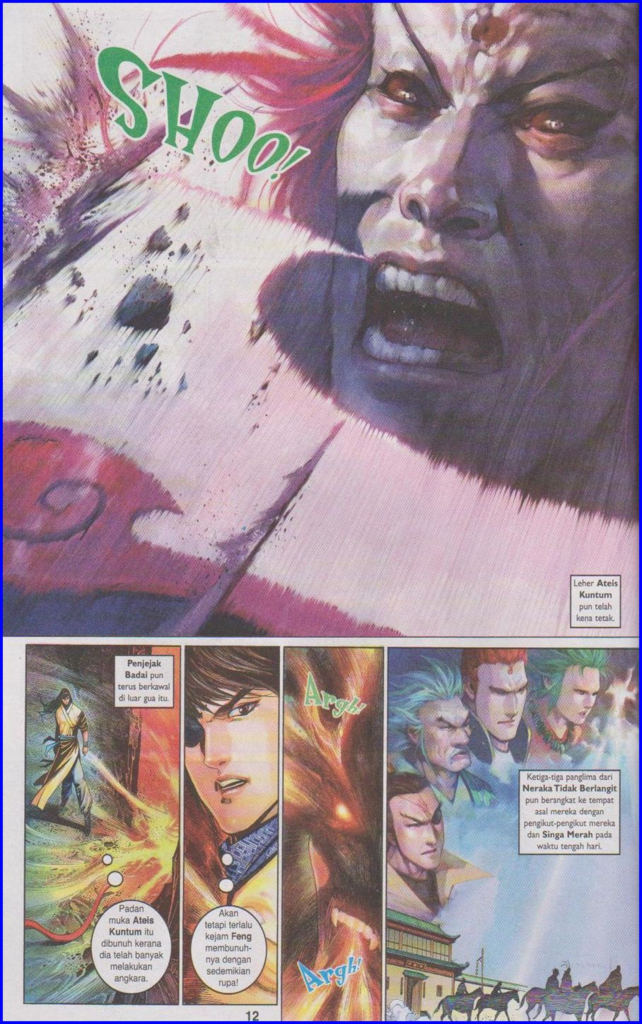 SHOO!
Leher Ateis
Kuntum
pun telah
kena tetak.
Penjejak
Badai pun
terus berkawal
di luar gua itu.
Padan
muka Ateis
Kuntum itu
dibunuh kerana
dia telah banyak
melakukan
angkara.
Akan
tetapi terlalu
kejam Feng
membunuh-
nya dengan
sedemikian
rupa!
Argh!
Argh!
Ketiga-tiga panglima dari
Neraka Tidak Berlangit
pun berangkat ke tempat
asal mereka dengan
pengikut-pengikut mereka
dan Singa Merah pada
waktu tengah hari.
12